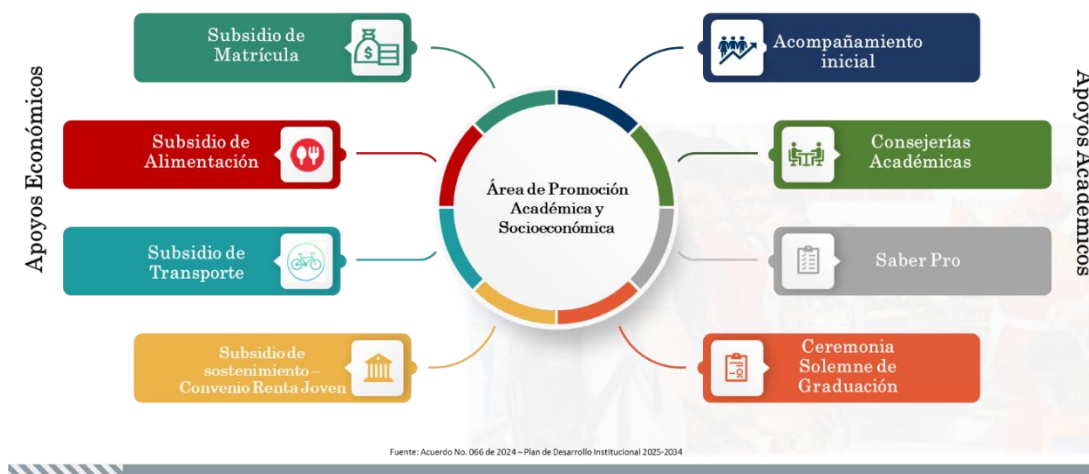 Apoyos Económicos
Subsidio de
Matrícula
$
Subsidio de
Alimentación
Subsidio de
Transporte
Subsidio de
sostenimiento –
Convenio Renta Joven
Área de Promoción
Académica y
Socioeconómica
Acompañamiento
inicial
Consejerías
Académicas
Saber Pro
Ceremonia
Solemne de
Graduación
Apoyos Académicos
Fuente: Acuerdo No. 066 de 2024 – Plan de Desarrollo Institucional 2025-2034